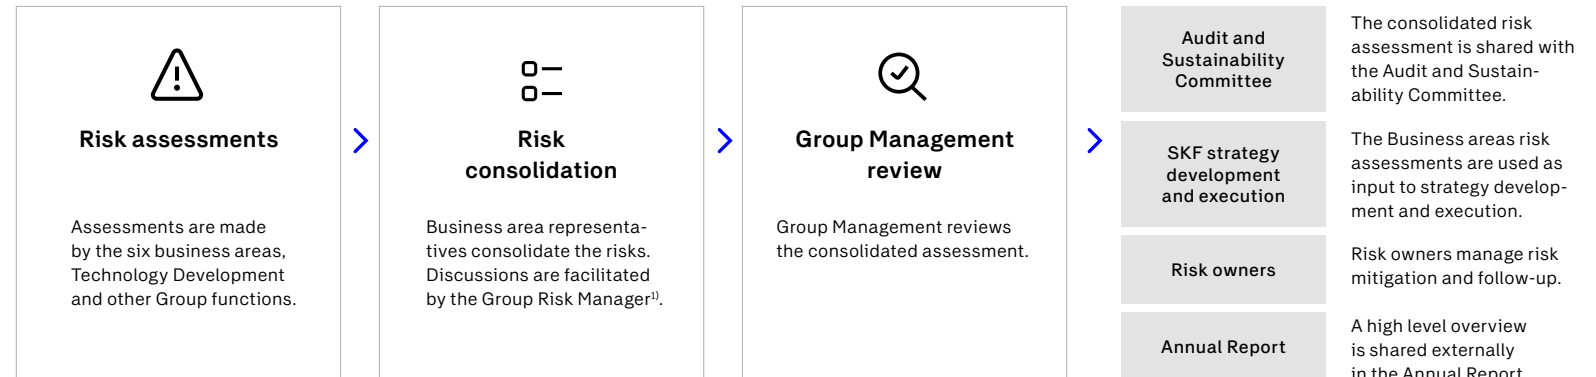 Risk assessments
Assessments are made
by the six business areas,
Technology Development
and other Group functions.
Risk
consolidation
Business area representa-
tives consolidate the risks.
Discussions are facilitated
by the Group Risk Manager¹⁾.
Group Management
review
Group Management reviews
the consolidated assessment.
Audit and
Sustainability
Committee
The consolidated risk
assessment is shared with
the Audit and Sustain-
ability Committee.
SKF strategy
development
and execution
The Business areas risk
assessments are used as
input to strategy develop-
ment and execution.
Risk owners
Risk owners manage risk
mitigation and follow-up.
Annual Report
A high level overview
is shared externally
in the Annual Report